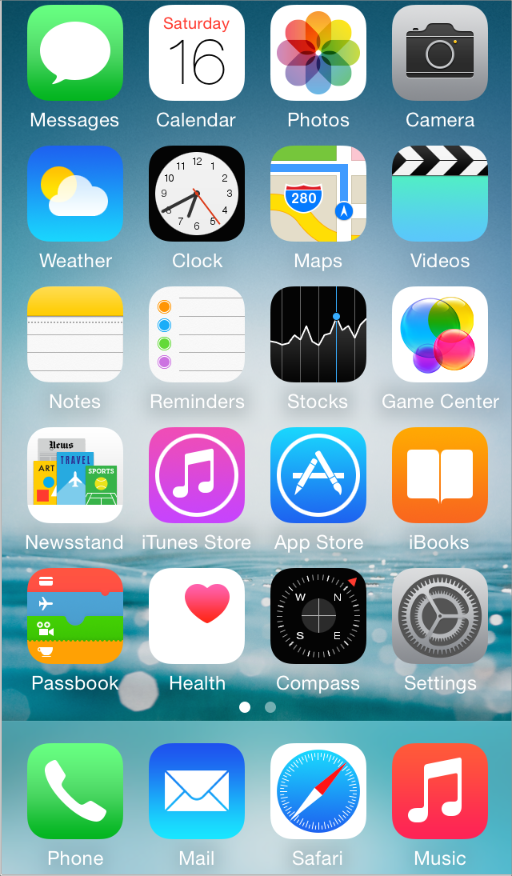 Saturday
16
Messages Calendar Photos Camera
12
11 1
10 2
9 3
8 4
7 5
6
280
Weather Clock Maps Videos
Notes Reminders Stocks Game Center
News
TRAVEL
ART
SPORTS
Newsstand iTunes Store App Store iBooks
W N
S E
Passbook Health Compass Settings
Phone Mail Safari Music